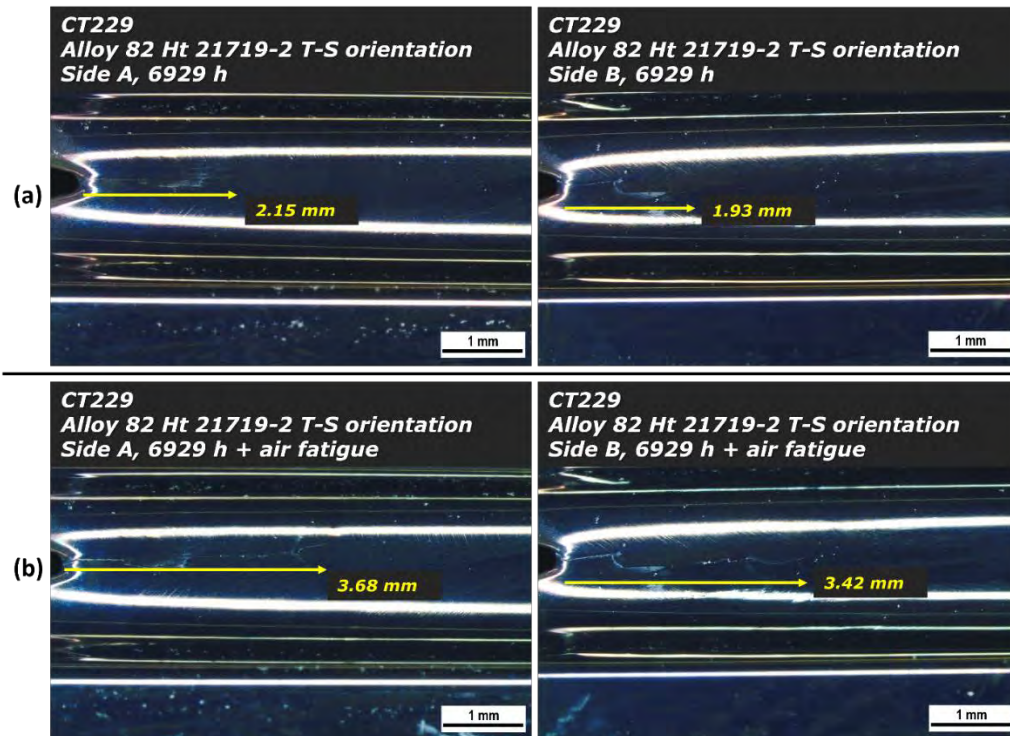 CT229
Alloy 82 Ht 21719-2 T-S orientation
Side A, 6929 h
2.15 mm
1 mm
CT229
Alloy 82 Ht 21719-2 T-S orientation
Side B, 6929 h
1.93 mm
1 mm
(a)
CT229
Alloy 82 Ht 21719-2 T-S orientation
Side A, 6929 h + air fatigue
3.68 mm
1 mm
CT229
Alloy 82 Ht 21719-2 T-S orientation
Side B, 6929 h + air fatigue
3.42 mm
1 mm
(b)